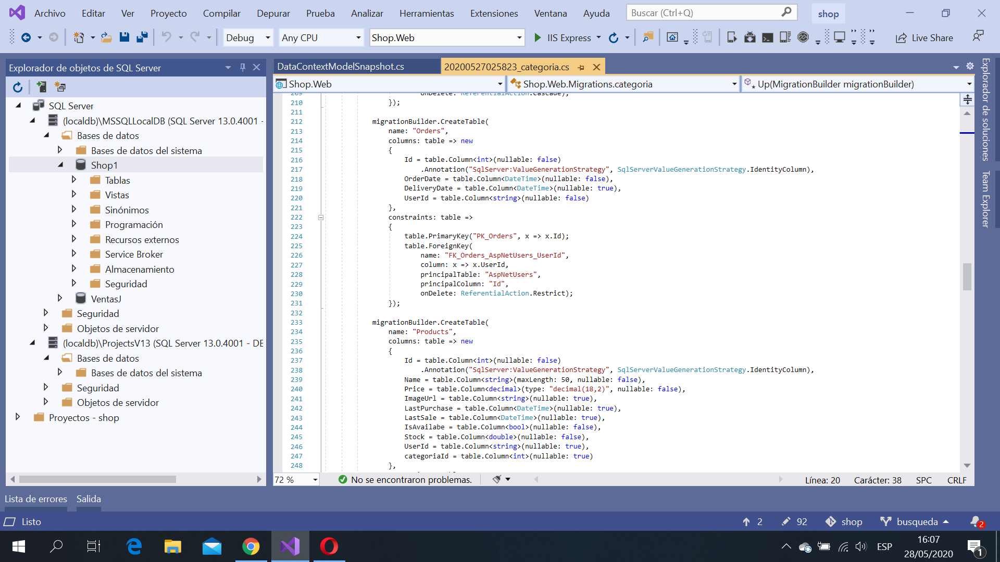 Archivo Editar Ver Proyecto Compilar Depurar Prueba Analizar Herramientas Extensiones Ventana Ayuda Buscar (Ctrl+Q) shop
Debug Any CPU Shop.Web IIS Express Live Share
Explorador de objetos de SQL Server
SQL Server
(localdb)\MSSQLLocalDB (SQL Server 13.0.4001 -
Bases de datos
Bases de datos del sistema
Shop1
Tablas
Vistas
Sinónimos
Programación
Recursos externos
Service Broker
Almacenamiento
Seguridad
VentasJ
Seguridad
Objetos de servidor
(localdb)\ProjectsV13 (SQL Server 13.0.4001 - DE
Bases de datos
Bases de datos del sistema
Seguridad
Objetos de servidor
Proyectos - shop
DataContextModelSnapshot.cs 20200527025823_categoria.cs
Shop.Web Shop.Web.Migrations.categoria Up(MigrationBuilder migrationBuilder)
209 onDelete: ReferentialAction.Cascade);
210 });
211
212 migrationBuilder.CreateTable(
213 name: "Orders",
214 columns: table => new
215 {
216 Id = table.Column<int>(nullable: false)
217 .Annotation("SqlServer:ValueGenerationStrategy", SqlServerValueGenerationStrategy.IdentityColumn),
218 OrderDate = table.Column<DateTime>(nullable: false),
219 DeliveryDate = table.Column<DateTime>(nullable: true),
220 UserId = table.Column<string>(nullable: false)
221 },
222 constraints: table =>
223 {
224 table.PrimaryKey("PK_Orders", x => x.Id);
225 table.ForeignKey(
226 name: "FK_Orders_AspNetUsers_UserId",
227 column: x => x.UserId,
228 principalTable: "AspNetUsers",
229 principalColumn: "Id",
230 onDelete: ReferentialAction.Restrict);
231 });
232
233 migrationBuilder.CreateTable(
234 name: "Products",
235 columns: table => new
236 {
237 Id = table.Column<int>(nullable: false)
238 .Annotation("SqlServer:ValueGenerationStrategy", SqlServerValueGenerationStrategy.IdentityColumn),
239 Name = table.Column<string>(maxLength: 50, nullable: false),
240 Price = table.Column<decimal>(type: "decimal(18,2)", nullable: false),
241 ImageUrl = table.Column<string>(nullable: true),
242 LastPurchase = table.Column<DateTime>(nullable: true),
243 LastSale = table.Column<DateTime>(nullable: true),
244 IsAvailabe = table.Column<bool>(nullable: false),
245 Stock = table.Column<double>(nullable: false),
246 UserId = table.Column<string>(nullable: true),
247 categoriaId = table.Column<int>(nullable: true)
248 },
72 % No se encontraron problemas. Línea: 20 Carácter: 38 SPC CRLF
Explorador de soluciones
Team Explorer
Lista de errores Salida
Listo 2 92 shop busqueda 2
ESP 16:07
28/05/2020 1